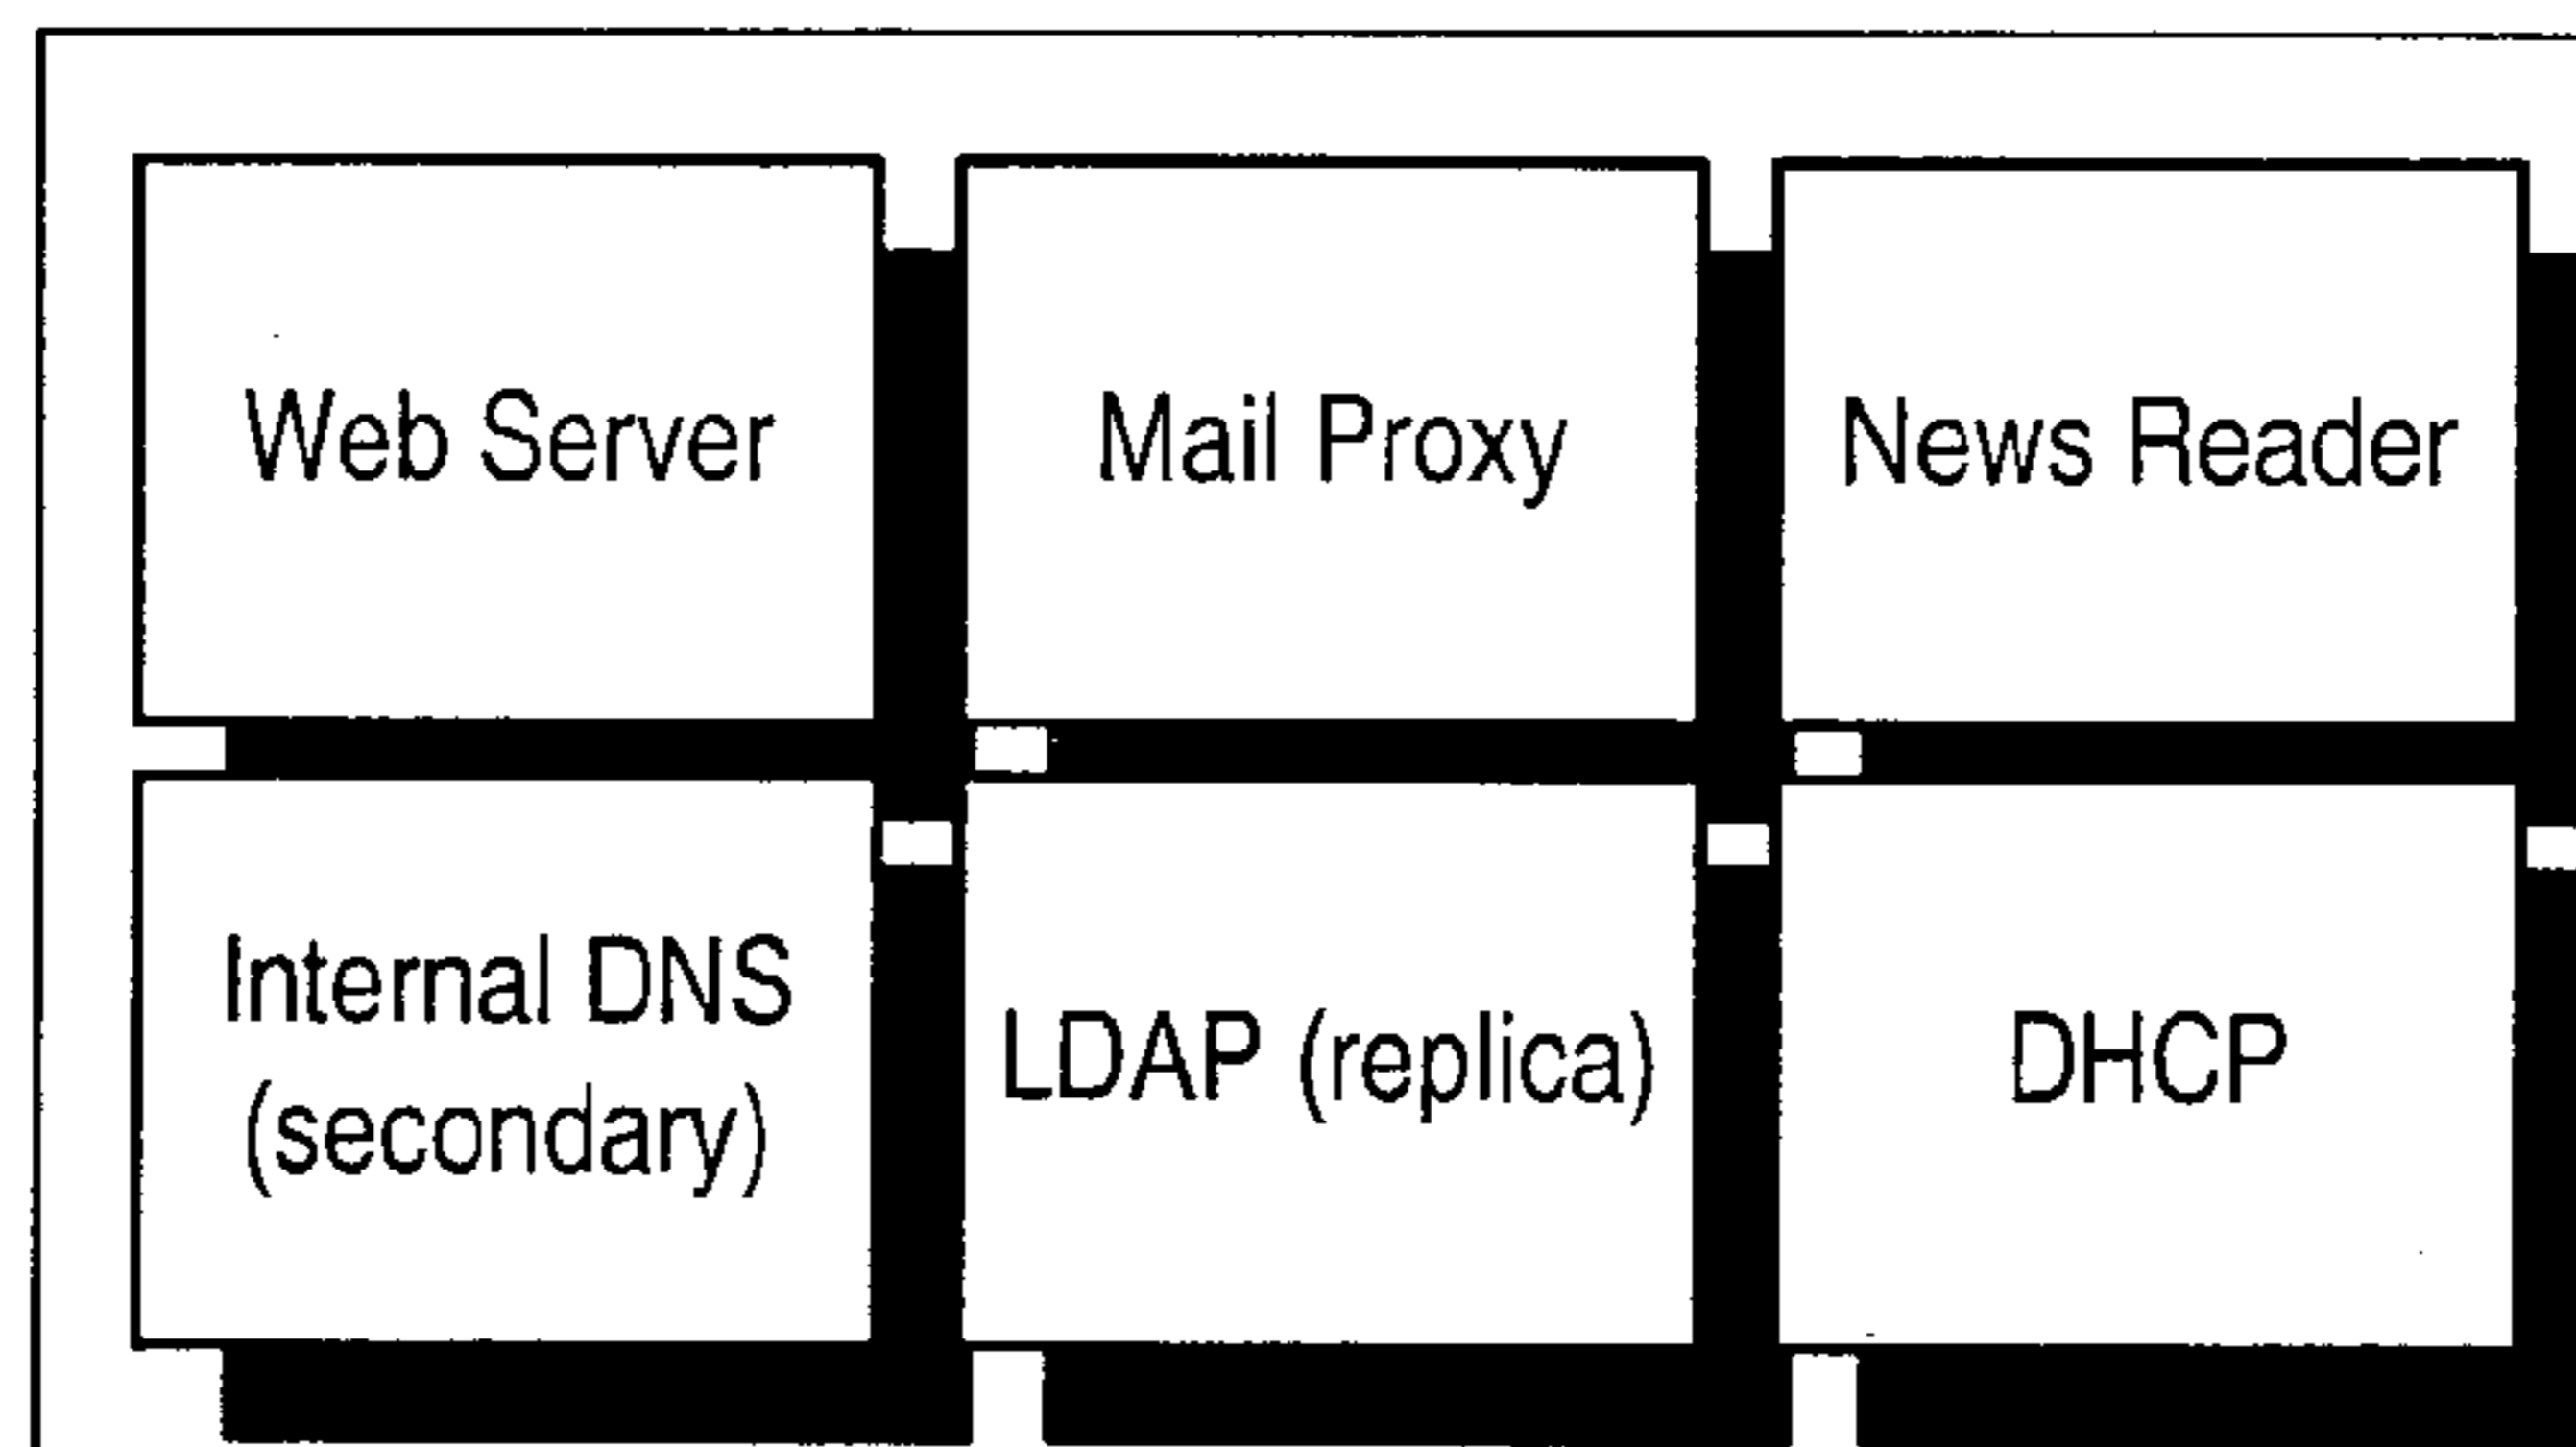 Web Server
Mail Proxy
News Reader
Internal DNS
(secondary)
LDAP (replica)
DHCP